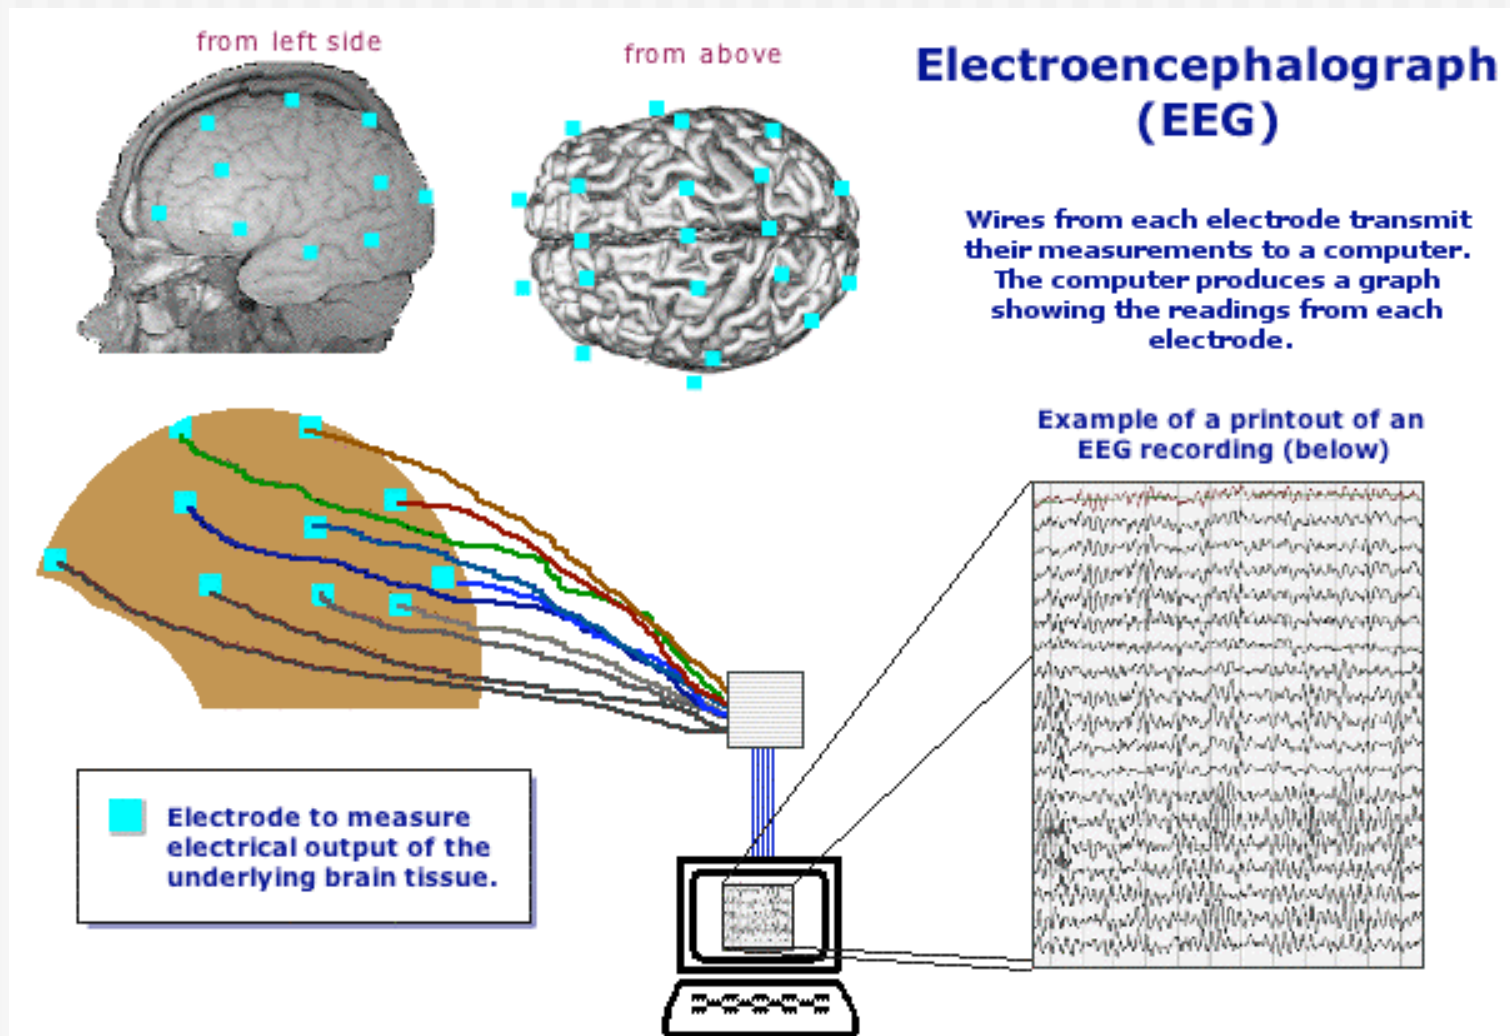 from left side
from above
Electroencephalograph
(EEG)
Wires from each electrode transmit
their measurements to a computer.
The computer produces a graph
showing the readings from each
electrode.
Example of a printout of an
EEG recording (below)
Electrode to measure
electrical output of the
underlying brain tissue.